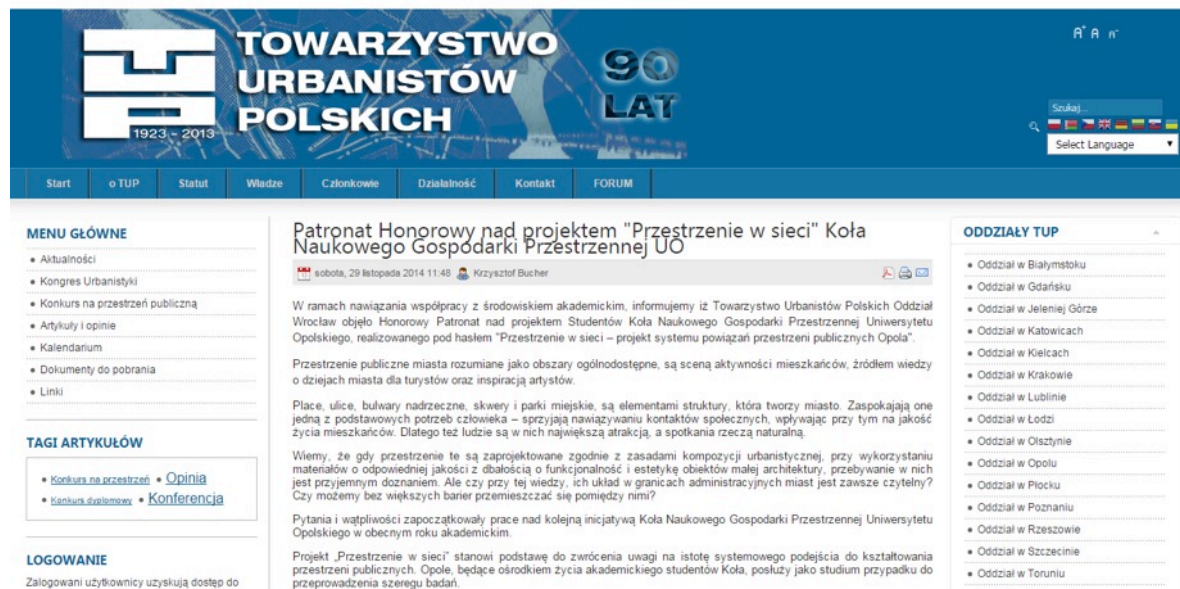 TOWARZYSTWO
URBANISTÓW
POLSKICH
1923 - 2013
90
LAT
A+ A A-
Szukaj...
Select Language
Start
o TUP
Statut
Władze
Członkowie
Działalność
Kontakt
FORUM
MENU GŁÓWNE
Aktualności
Kongres Urbanistyki
Konkurs na przestrzeń publiczną
Artykuły i opinie
Kalendarium
Dokumenty do pobrania
Linki
TAGI ARTYKUŁÓW
Konkurs na przestrzeń • Opinia
Konkurs dyplomowy • Konferencja
LOGOWANIE
Zalogowani użytkownicy uzyskują dostęp do
Patronat Honorowy nad projektem "Przestrzenie w sieci" Koła
Naukowego Gospodarki Przestrzennej UO
sobota, 29 listopada 2014 11:48 Krzysztof Bucher
W ramach nawiązania współpracy z środowiskiem akademickim, informujemy iż Towarzystwo Urbanistów Polskich Oddział
Wrocław objęło Honorowy Patronat nad projektem Studentów Koła Naukowego Gospodarki Przestrzennej Uniwersytetu
Opolskiego, realizowanego pod hasłem "Przestrzenie w sieci – projekt systemu powiązań przestrzeni publicznych Opola".
Przestrzenie publiczne miasta rozumiane jako obszary ogólnodostępne, są sceną aktywności mieszkańców, źródłem wiedzy
o dziejach miasta dla turystów oraz inspiracją artystów.
Place, ulice, bulwary nadrzeczne, skwery i parki miejskie, są elementami struktury, która tworzy miasto. Zaspokajają one
jedną z podstawowych potrzeb człowieka – sprzyjają nawiązywaniu kontaktów społecznych, wpływając przy tym na jakość
życia mieszkańców. Dlatego też ludzie są w nich największą atrakcją, a spotkania rzeczą naturalną.
Wiemy, że gdy przestrzenie te są zaprojektowane zgodnie z zasadami kompozycji urbanistycznej, przy wykorzystaniu
materiałów o odpowiedniej jakości z dbałością o funkcjonalność i estetykę obiektów małej architektury, przebywanie w nich
jest przyjemnym doznaniem. Ale czy przy tej wiedzy, ich układ w granicach administracyjnych miast jest zawsze czytelny?
Czy możemy bez większych barier przemieszczać się pomiędzy nimi?
Pytania i wątpliwości zapoczątkowały prace nad kolejną inicjatywą Koła Naukowego Gospodarki Przestrzennej Uniwersytetu
Opolskiego w obecnym roku akademickim.
Projekt „Przestrzenie w sieci” stanowi podstawę do zwrócenia uwagi na istotę systemowego podejścia do kształtowania
przestrzeni publicznych. Opole, będące ośrodkiem życia akademickiego studentów Koła, posłuży jako studium przypadku do
przeprowadzenia szeregu badań.
ODDZIAŁY TUP
Oddział w Białymstoku
Oddział w Gdańsku
Oddział w Jeleniej Górze
Oddział w Katowicach
Oddział w Kielcach
Oddział w Krakowie
Oddział w Lublinie
Oddział w Łodzi
Oddział w Olsztynie
Oddział w Opolu
Oddział w Płocku
Oddział w Poznaniu
Oddział w Rzeszowie
Oddział w Szczecinie
Oddział w Toruniu